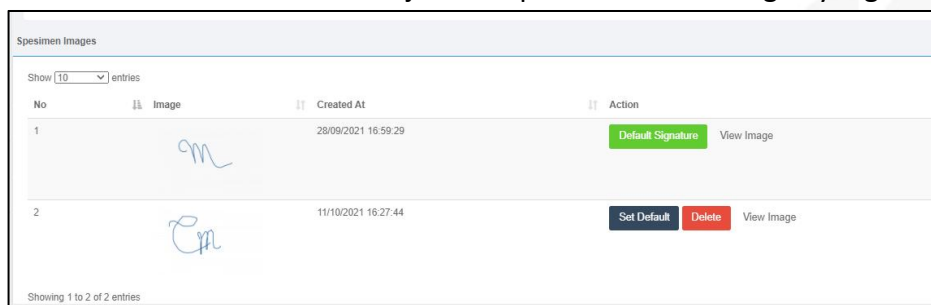 Spesimen Images
Show 10 entries
No Image Created At Action
1 28/09/2021 16:59:29 Default Signature View Image
2 11/10/2021 16:27:44 Set Default Delete View Image
Showing 1 to 2 of 2 entries